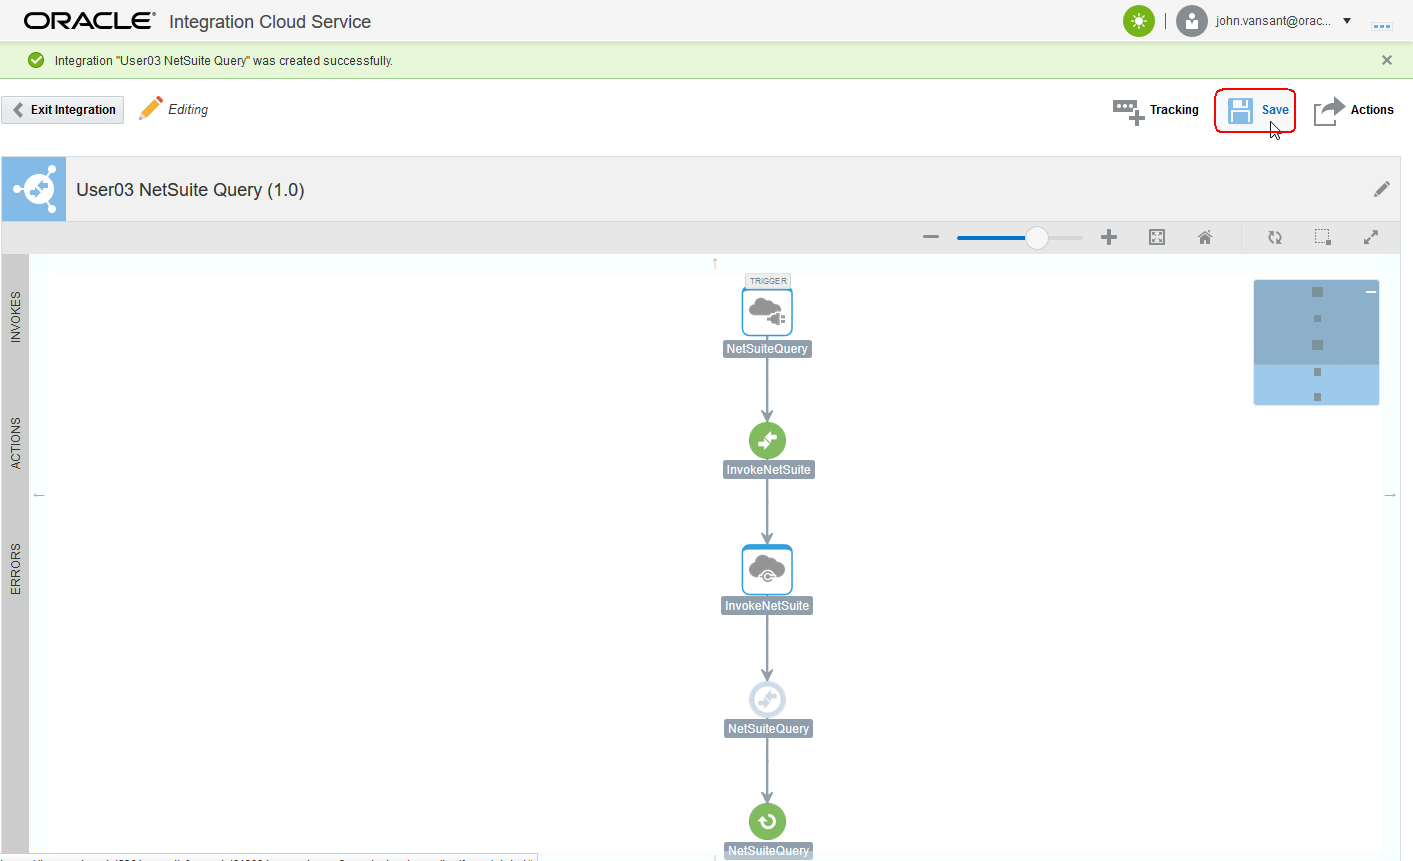 ORACLE® Integration Cloud Service
john.vansant@orac...
Integration "User03 NetSuite Query" was created successfully.
Exit Integration
Editing
Tracking
Save
Actions
User03 NetSuite Query (1.0)
INVOKES
ACTIONS
ERRORS
TRIGGER
NetSuiteQuery
InvokeNetSuite
InvokeNetSuite
NetSuiteQuery
NetSuiteQuery